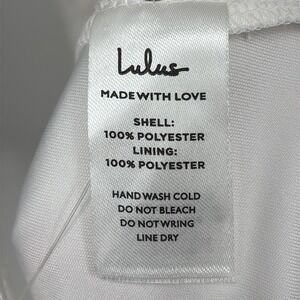 Lulus
MADE WITH LOVE
SHELL:
100% POLYESTER
LINING:
100% POLYESTER
HAND WASH COLD
DO NOT BLEACH
DO NOT WRING
LINE DRY